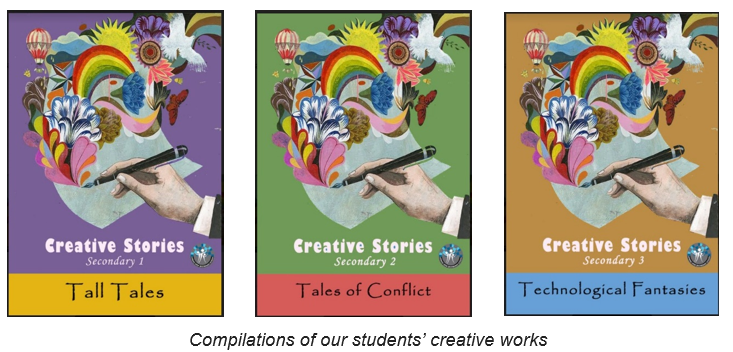 Creative Stories
Secondary 1
Tall Tales
Creative Stories
Secondary 2
Tales of Conflict
Creative Stories
Secondary 3
Technological Fantasies
Compilations of our students’ creative works